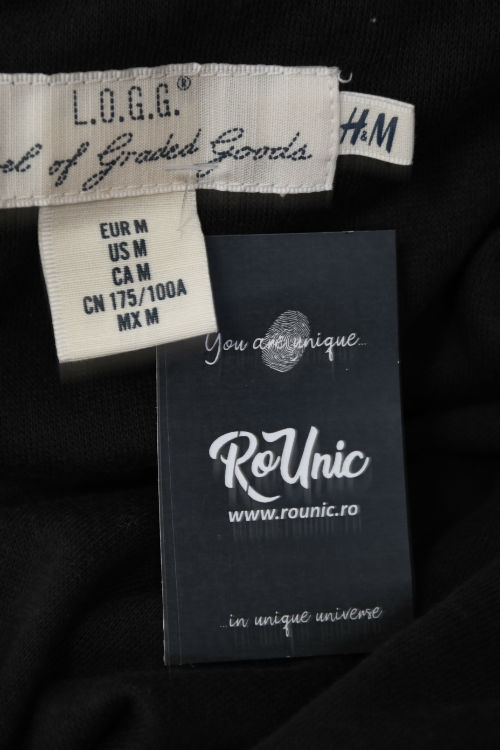 L.O.G.G.®
of Graded Goods
H&M
EUR M
US M
CA M
CN 175/100A
MX M
You are unique...
RoUnic
www.rounic.ro
...in unique universe